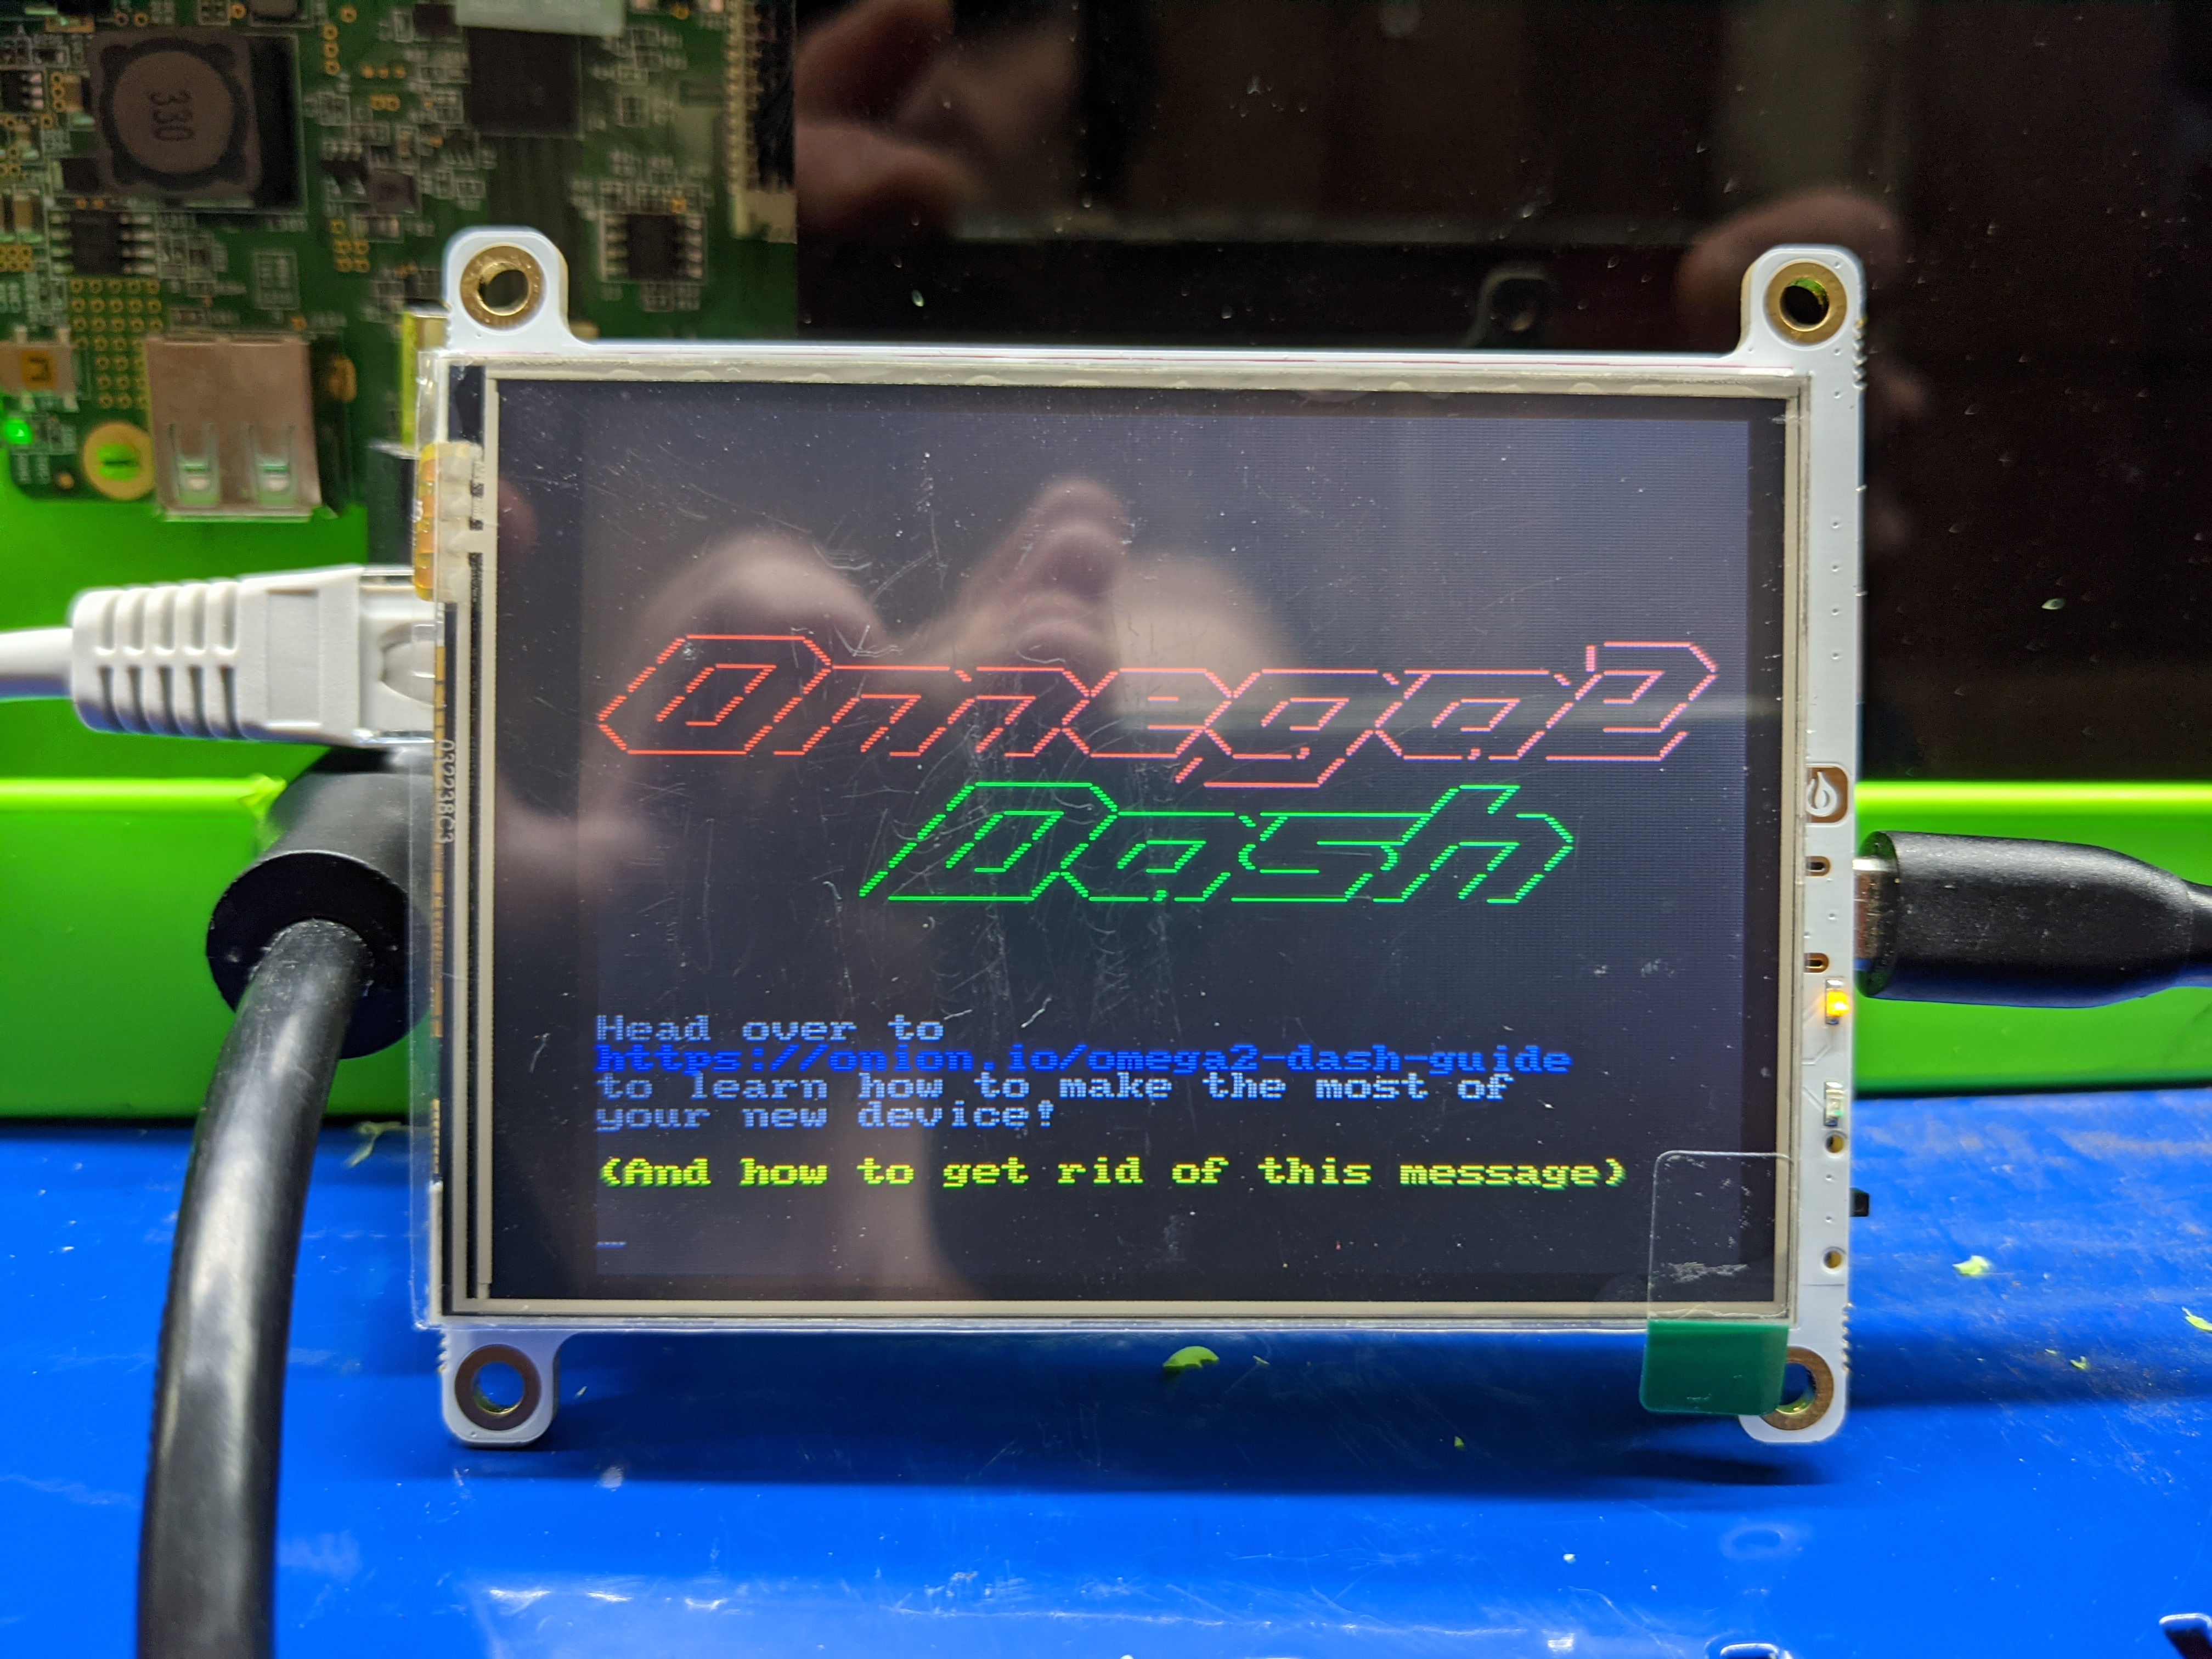 330
Omega2
Dash
Head over to
https://onion.io/omega2-dash-guide
to learn how to make the most of
your new device!
(And how to get rid of this message)